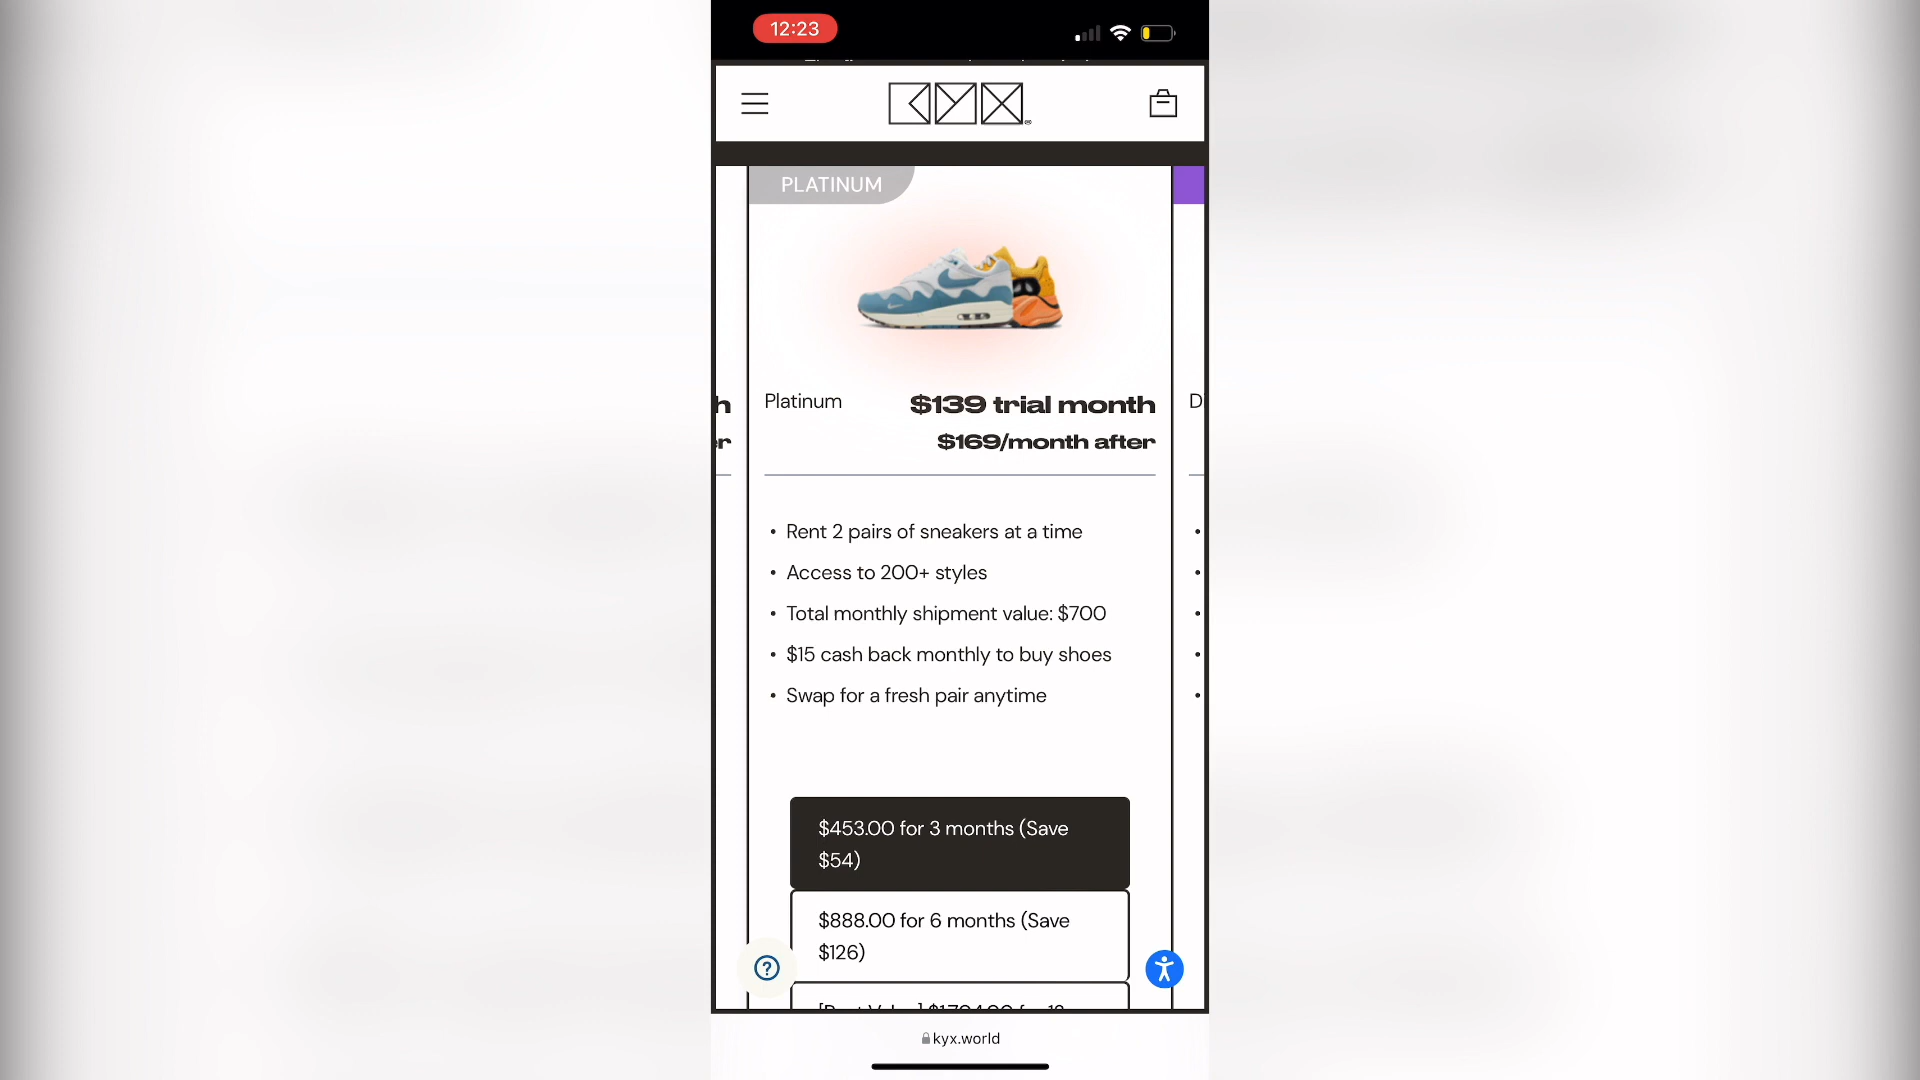 12:23
KYX
PLATINUM
Platinum
$139 trial month
$169/month after
h
er
D
• Rent 2 pairs of sneakers at a time
• Access to 200+ styles
• Total monthly shipment value: $700
• $15 cash back monthly to buy shoes
• Swap for a fresh pair anytime
$453.00 for 3 months (Save
$54)
$888.00 for 6 months (Save
$126)
kyx.world